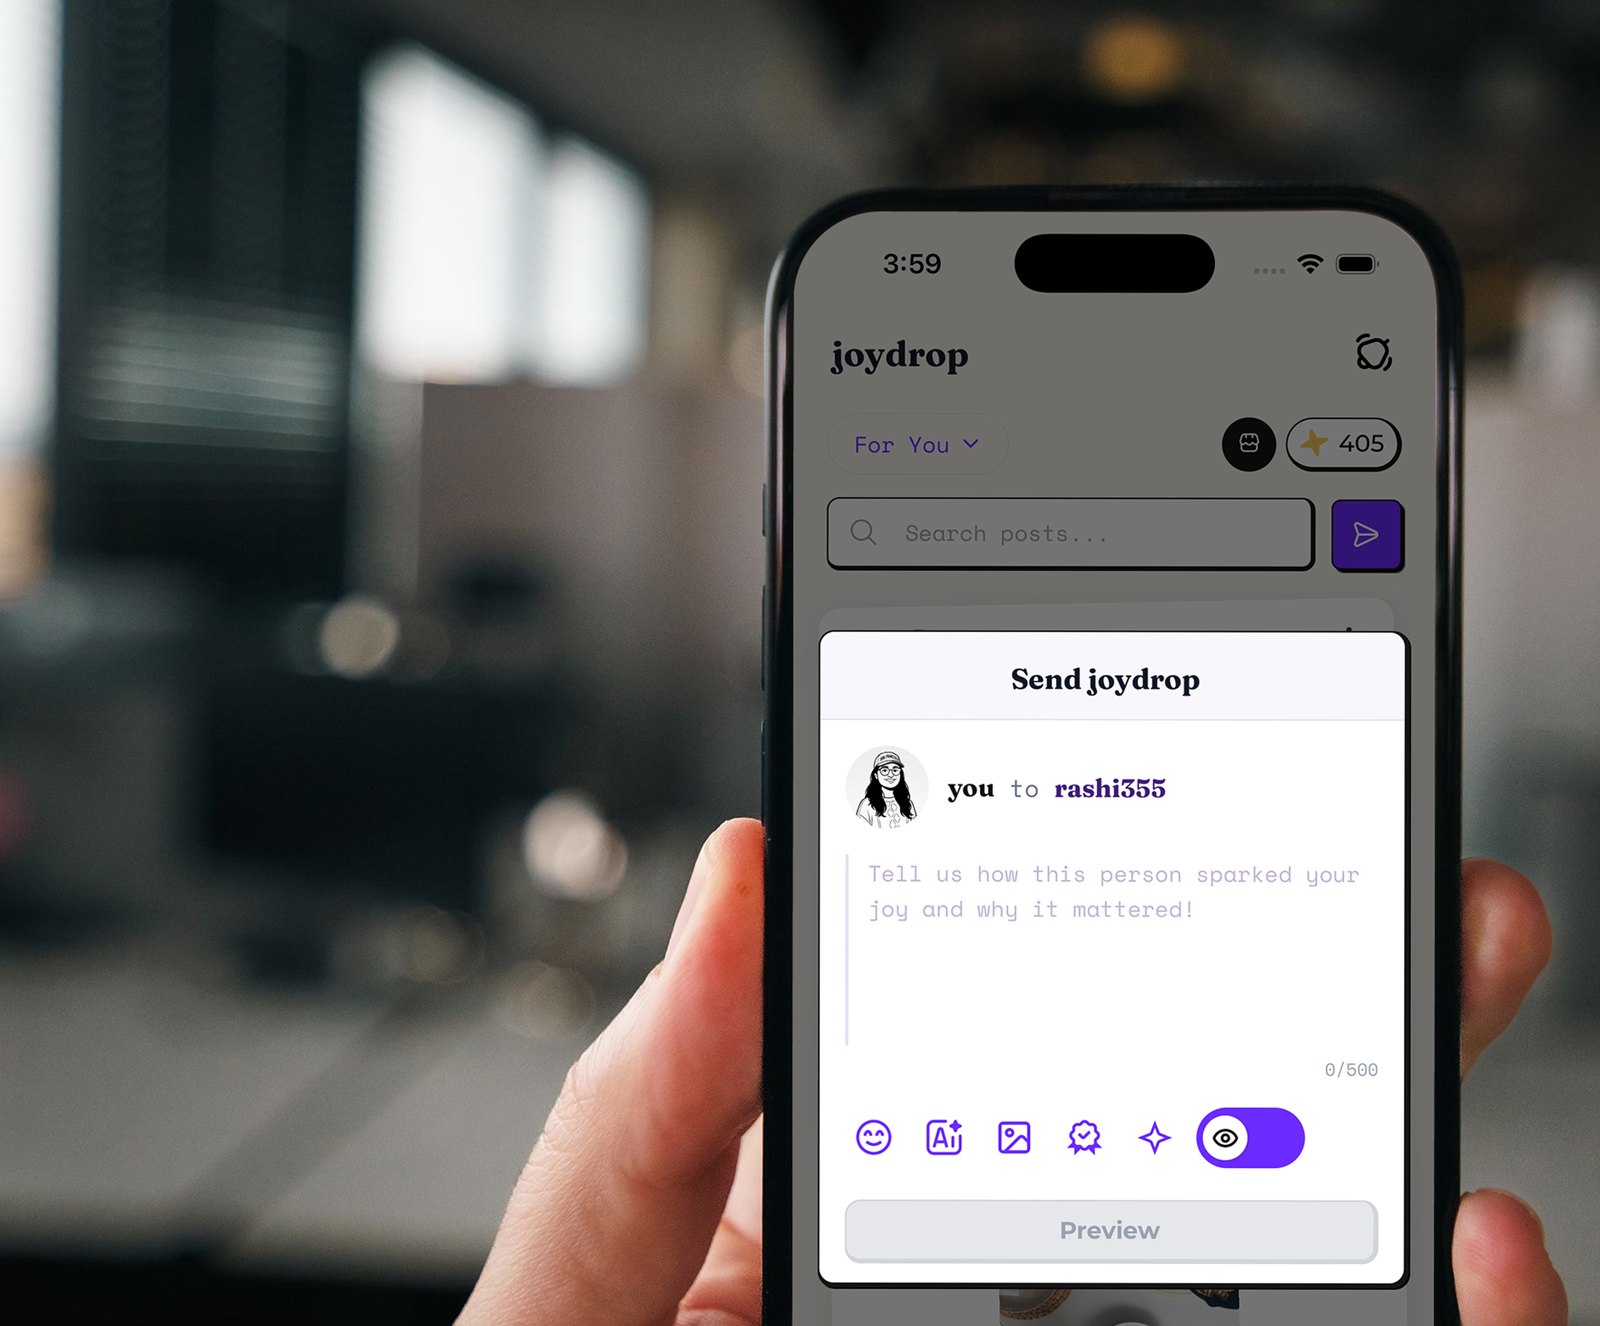 3:59
joydrop
For You
405
Search posts...
Send joydrop
you to rashi355
Tell us how this person sparked your
joy and why it mattered!
0/500
Preview